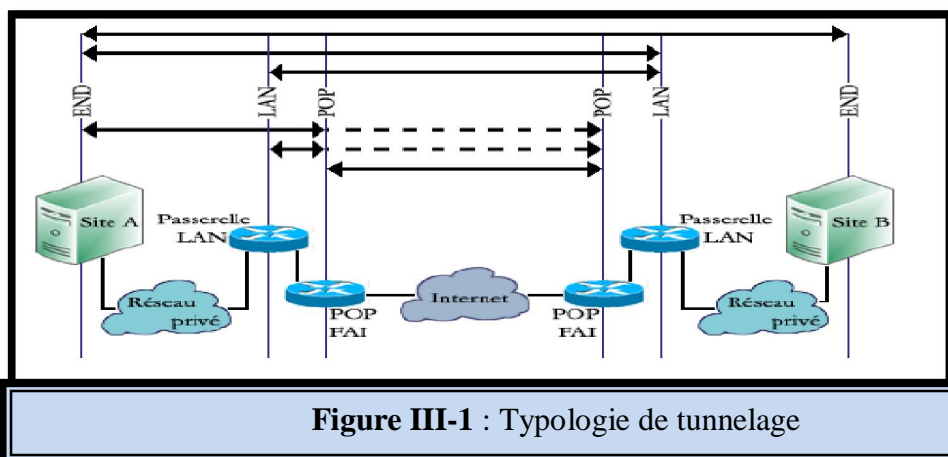 END
LAN
POP
POP
LAN
END
Site A
Passerelle
LAN
Passerelle
LAN
Site B
Réseau
privé
POP
FAI
Internet
POP
FAI
Réseau
privé
Figure III-1 : Typologie de tunnelage